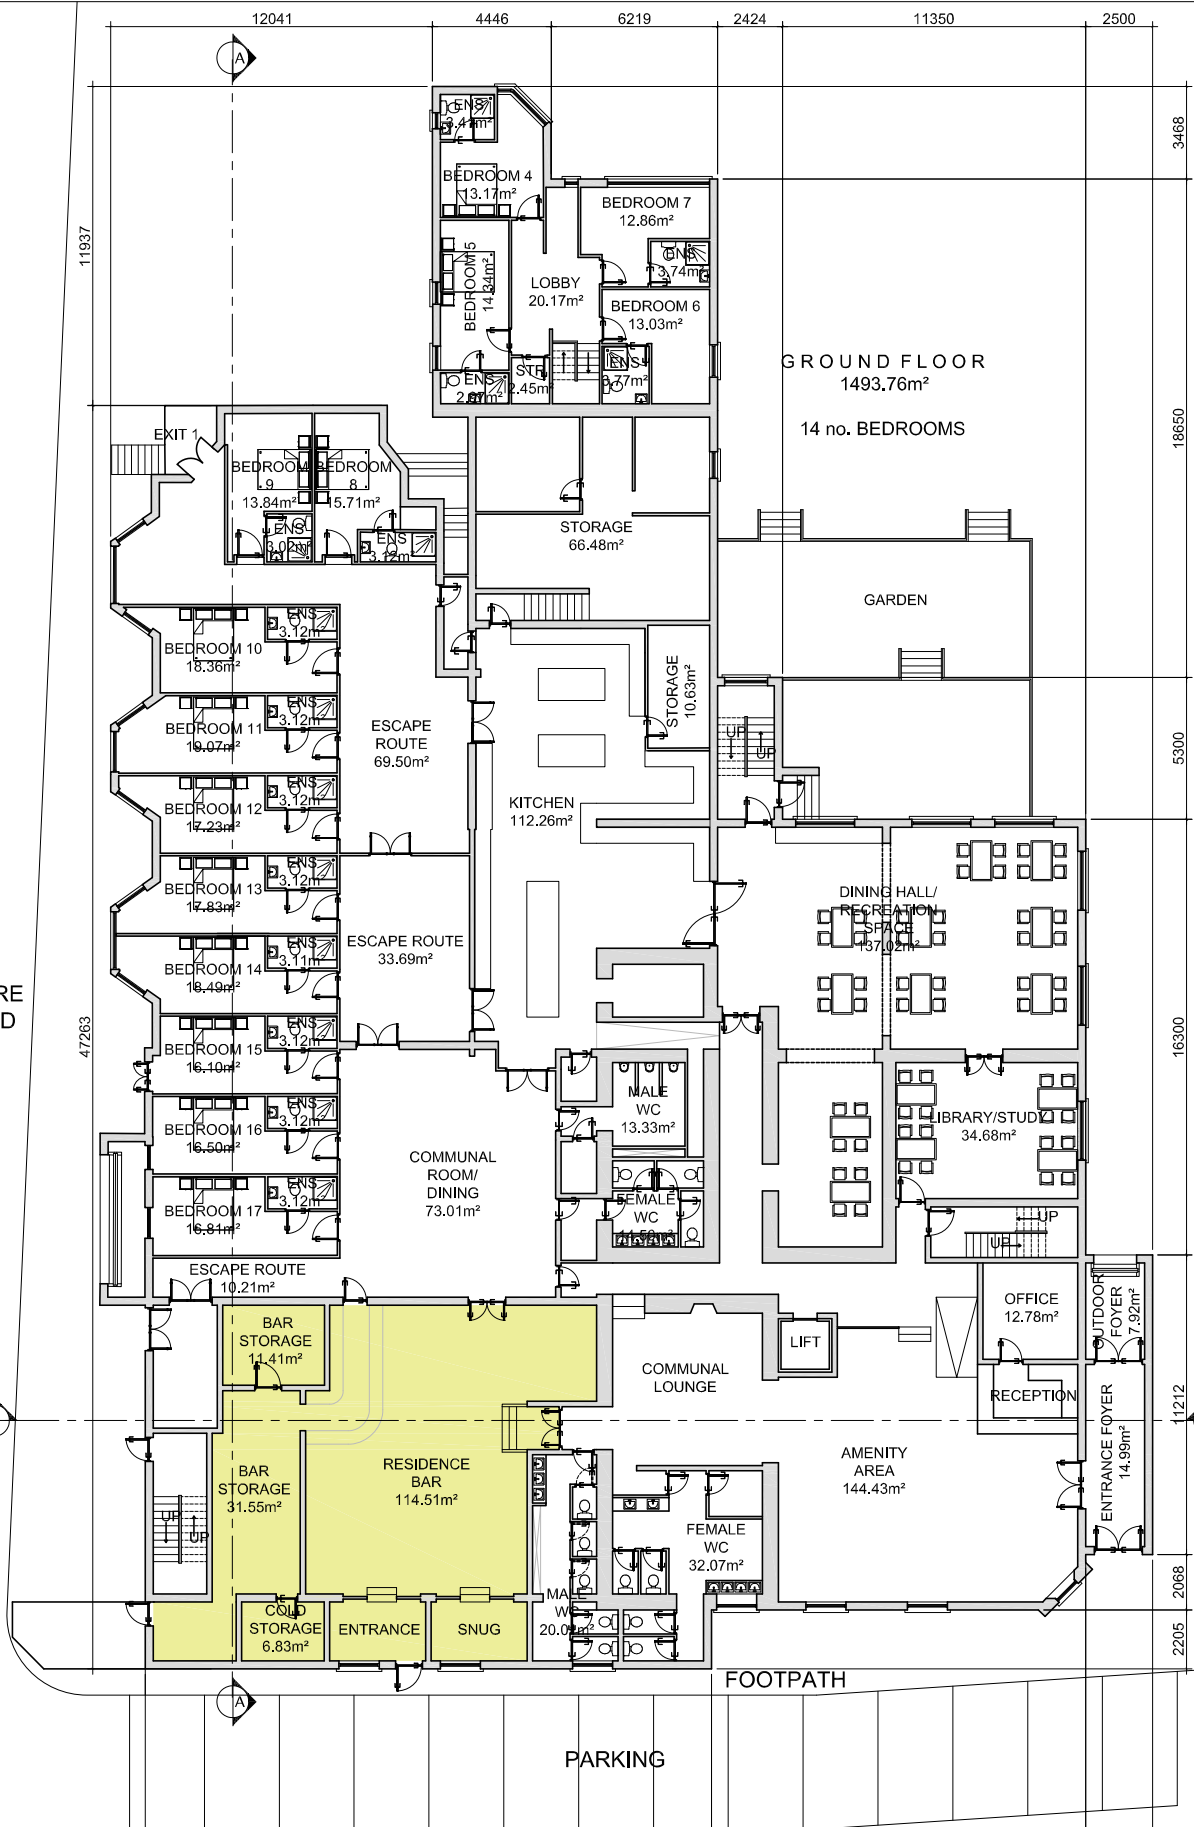 12041
4446
6219
2424
11350
2500
A
3468
11937
18650
5300
47263
16300
11212
2068
2205
ENS
BEDROOM 4
13.17m²
BEDROOM 5
14.34m²
LOBBY
20.17m²
BEDROOM 7
12.86m²
ENS
3.74m²
BEDROOM 6
13.03m²
ENS
3.77m²
ENS
STR
2.45m²
GROUND FLOOR
1493.76m²
14 no. BEDROOMS
EXIT 1
BEDROOM
9
13.84m²
BEDROOM
8
15.71m²
ENS
3.02m²
ENS
3.12m²
STORAGE
66.48m²
GARDEN
BEDROOM 10
18.36m²
ENS
3.12m²
STORAGE
10.63m²
BEDROOM 11
19.07m²
ENS
3.12m²
ESCAPE
ROUTE
69.50m²
UP
UP
BEDROOM 12
17.23m²
ENS
3.12m²
KITCHEN
112.26m²
BEDROOM 13
17.83m²
ENS
3.12m²
DINING HALL/
RECREATION
SPACE
137.02m²
ESCAPE ROUTE
33.69m²
BEDROOM 14
18.49m²
ENS
3.11m²
RE
D
BEDROOM 15
16.10m²
ENS
3.12m²
MALE
WC
13.33m²
LIBRARY/STUDY
34.68m²
BEDROOM 16
16.50m²
ENS
3.12m²
COMMUNAL
ROOM/
DINING
73.01m²
BEDROOM 17
16.81m²
ENS
3.12m²
FEMALE
WC
UP
UP
ESCAPE ROUTE
10.21m²
BAR
STORAGE
11.41m²
OFFICE
12.78m²
OUTDOOR
FOYER
7.92m²
LIFT
COMMUNAL
LOUNGE
RECEPTION
BAR
STORAGE
31.55m²
RESIDENCE
BAR
114.51m²
AMENITY
AREA
144.43m²
ENTRANCE FOYER
14.99m²
UP
UP
FEMALE
WC
32.07m²
MALE
WC
COLD
STORAGE
6.83m²
ENTRANCE
SNUG
A
FOOTPATH
PARKING